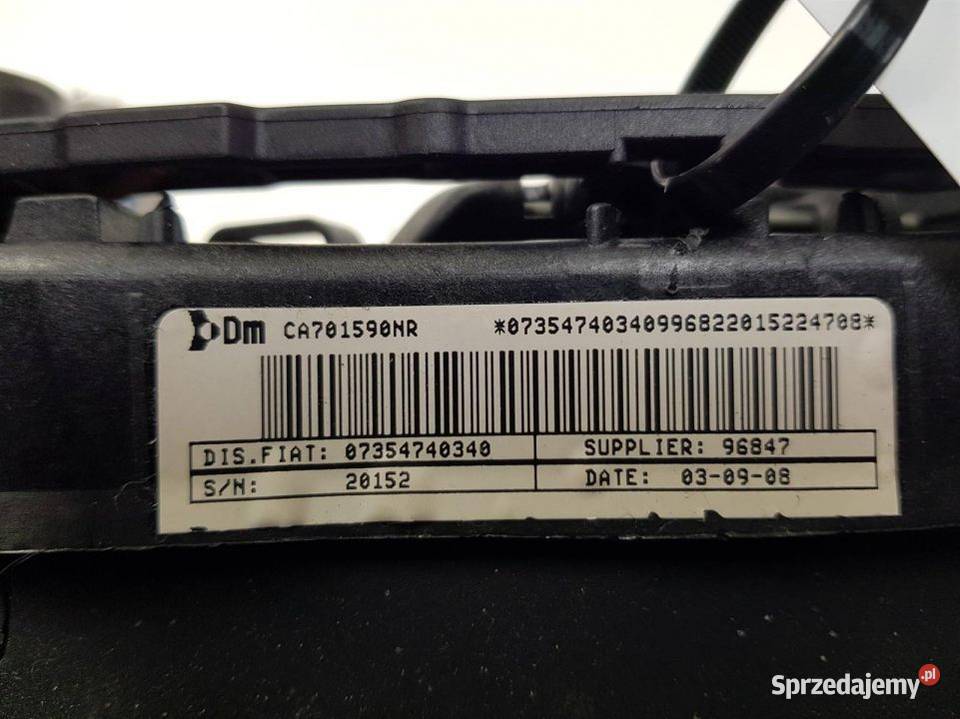 Dm CA701590NR *07354740340996822015224708*
DIS.FIAT: 07354740340 SUPPLIER: 96847
S/N: 20152 DATE: 03-09-08
Sprzedajemy.pl